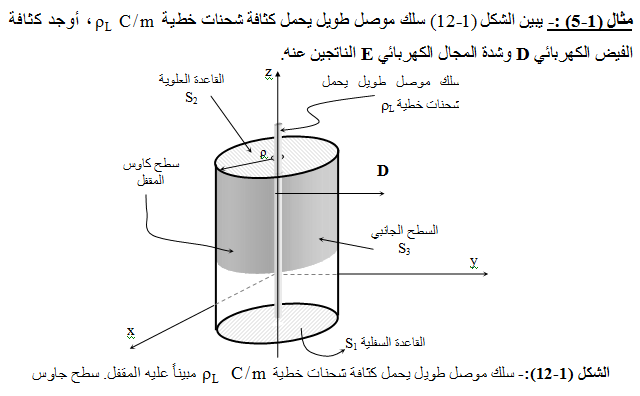 مثال (1-5) :- يبين الشكل (1-12) سلك موصل طويل يحمل كثافة شحنات خطية ρL C/m ، أوجد كثافة
الفيض الكهربائي D وشدة المجال الكهربائي E الناتجين عنه.
z
القاعدة العلوية
S2
سلك موصل طويل يحمل
شحنات خطية ρL
ρ
سطح كاوس
المقفل
D
السطح الجانبي
S3
y
x
القاعدة السفلية S1
الشكل (1-12):- سلك موصل طويل يحمل كثافة شحنات خطية ρL C/m مبيناً عليه المقفل. سطح جاوس